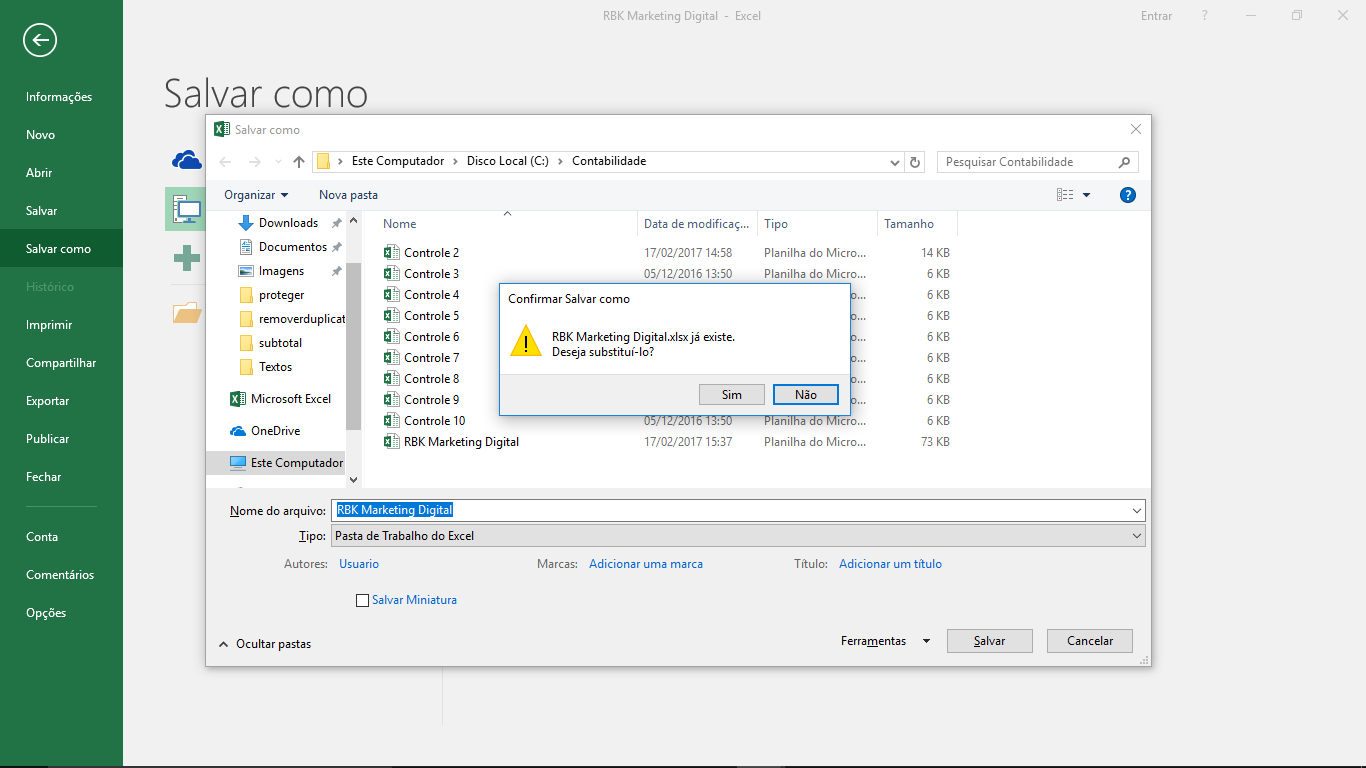 RBK Marketing Digital - Excel
Entrar
?
Informações
Novo
Abrir
Salvar
Salvar como
Histórico
Imprimir
Compartilhar
Exportar
Publicar
Fechar
Conta
Comentários
Opções
Salvar como
Salvar como
Este Computador
Disco Local (C:)
Contabilidade
Pesquisar Contabilidade
Organizar
Nova pasta
?
Downloads
Documentos
Imagens
proteger
removerduplicat
subtotal
Textos
Microsoft Excel
OneDrive
Este Computador
Nome Data de modificaç... Tipo Tamanho
Controle 2 17/02/2017 14:58 Planilha do Micro... 14 KB
Controle 3 05/12/2016 13:50 Planilha do Micro... 6 KB
Controle 4 o... 6 KB
Controle 5 o... 6 KB
Controle 6 o... 6 KB
Controle 7 o... 6 KB
Controle 8 o... 6 KB
Controle 9 o... 6 KB
Controle 10 05/12/2016 13:50 Planilha do Micro... 6 KB
RBK Marketing Digital 17/02/2017 15:37 Planilha do Micro... 73 KB
Confirmar Salvar como
RBK Marketing Digital.xlsx já existe.
Deseja substituí-lo?
Sim
Não
Nome do arquivo: RBK Marketing Digital
Tipo: Pasta de Trabalho do Excel
Autores: Usuario
Marcas: Adicionar uma marca
Título: Adicionar um título
Salvar Miniatura
Ocultar pastas
Ferramentas
Salvar
Cancelar